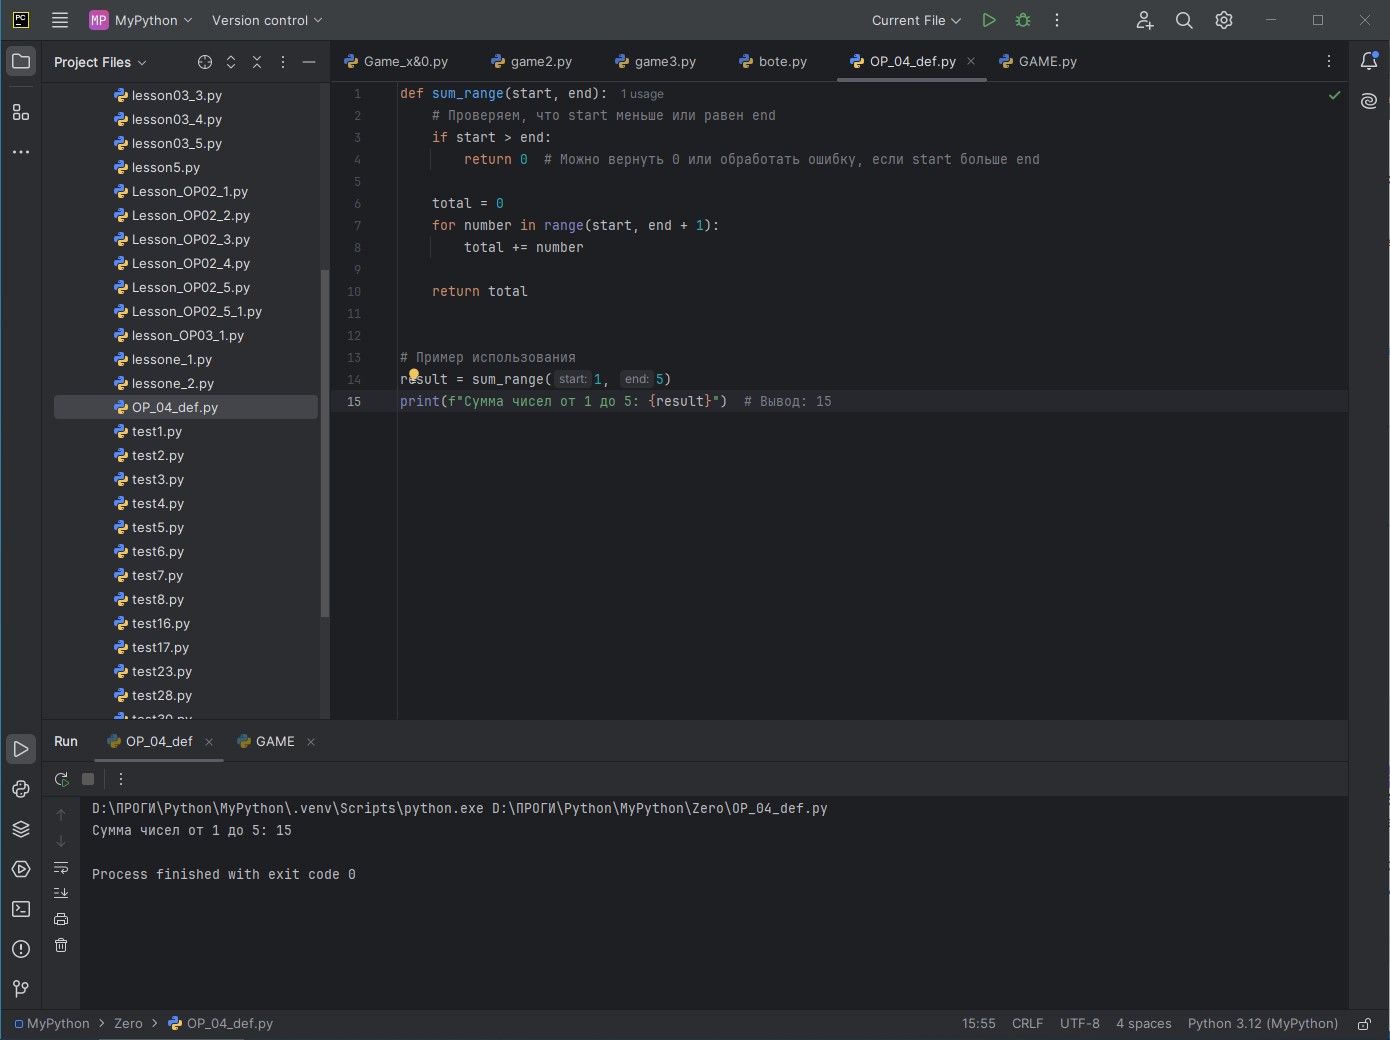 PC MP MyPython Version control Current File
Project Files
Game_x&0.py game2.py game3.py bote.py OP_04_def.py GAME.py
lesson03_3.py
lesson03_4.py
lesson03_5.py
lesson5.py
Lesson_OP02_1.py
Lesson_OP02_2.py
Lesson_OP02_3.py
Lesson_OP02_4.py
Lesson_OP02_5.py
Lesson_OP02_5_1.py
lesson_OP03_1.py
lessone_1.py
lessone_2.py
OP_04_def.py
test1.py
test2.py
test3.py
test4.py
test5.py
test6.py
test7.py
test8.py
test16.py
test17.py
test23.py
test28.py
1 def sum_range(start, end): 1 usage
2 # Проверяем, что start меньше или равен end
3 if start > end:
4 return 0 # Можно вернуть 0 или обработать ошибку, если start больше end
5
6 total = 0
7 for number in range(start, end + 1):
8 total += number
9
10 return total
11
12
13 # Пример использования
14 result = sum_range( start: 1, end: 5)
15 print(f"Сумма чисел от 1 до 5: {result}") # Вывод: 15
Run OP_04_def GAME
D:\ПРОГИ\Python\MyPython\.venv\Scripts\python.exe D:\ПРОГИ\Python\MyPython\Zero\OP_04_def.py
Сумма чисел от 1 до 5: 15
Process finished with exit code 0
MyPython > Zero > OP_04_def.py 15:55 CRLF UTF-8 4 spaces Python 3.12 (MyPython)